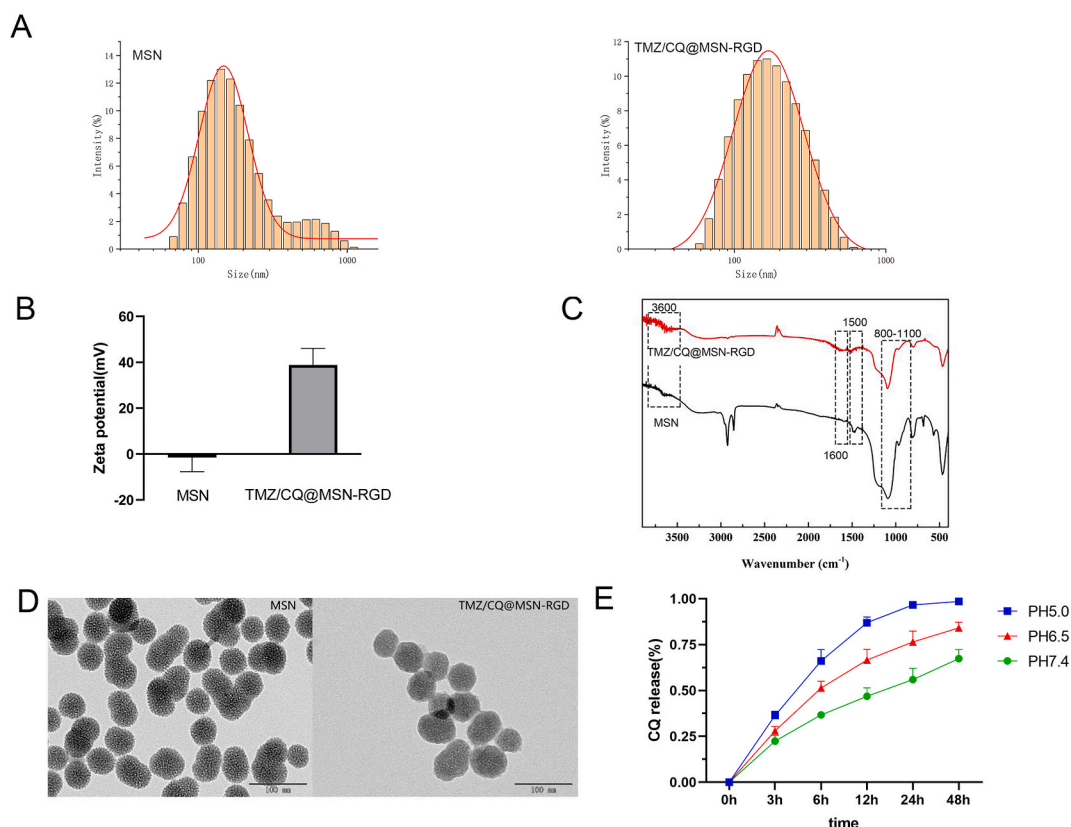 A
MSN
Intensity(%)
14
12
10
8
6
4
2
0
100
1000
Size(nm)
TMZ/CQ@MSN-RGD
Intensity(%)
12
10
8
6
4
2
0
100
1000
Size(nm)
B
Zeta potential(mV)
60
40
20
0
-20
MSN
TMZ/CQ@MSN-RGD
C
3600
1500
800-1100
TMZ/CQ@MSN-RGD
MSN
1600
3500 3000 2500 2000 1500 1000 500
Wavenumber (cm⁻¹)
D
MSN
100 nm
TMZ/CQ@MSN-RGD
100 nm
E
CQ release(%)
1.00
0.75
0.50
0.25
0.00
0h 3h 6h 12h 24h 48h
time
PH5.0
PH6.5
PH7.4